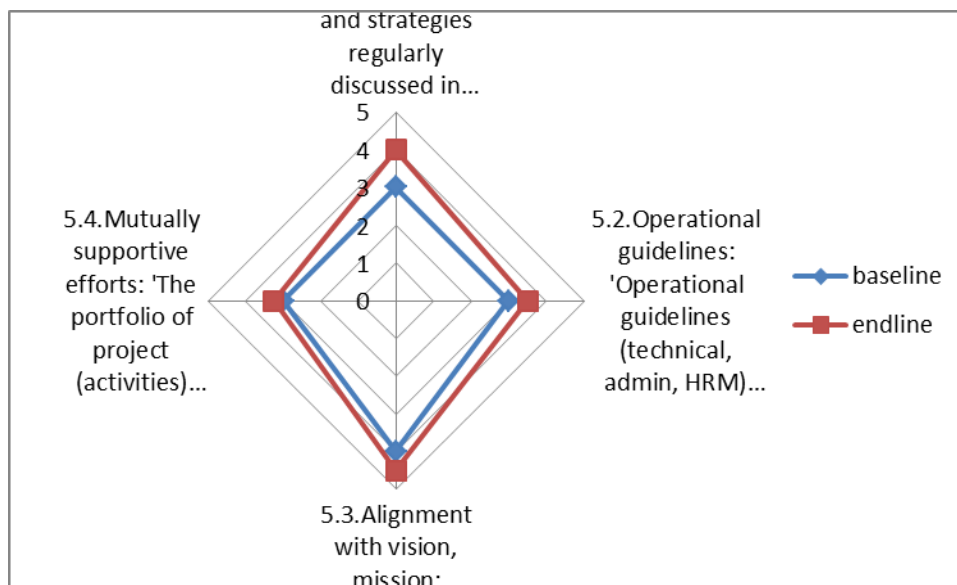 and strategies
regularly
discussed in...
5
4
3
2
1
0
5.4.Mutually
supportive
efforts: 'The
portfolio of
project
(activities)...
5.2.Operational
guidelines:
'Operational
guidelines
(technical,
admin, HRM)...
baseline
endline
5.3.Alignment
with vision,
mission: